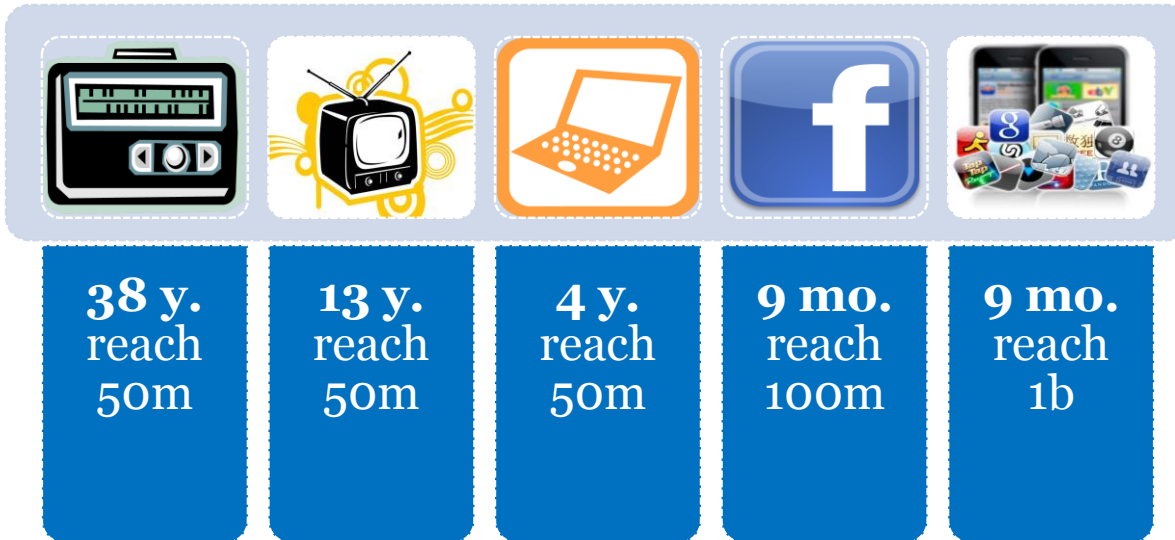 f
38 y.
reach
50m
13 y.
reach
50m
4 y.
reach
50m
9 mo.
reach
100m
9 mo.
reach
1b